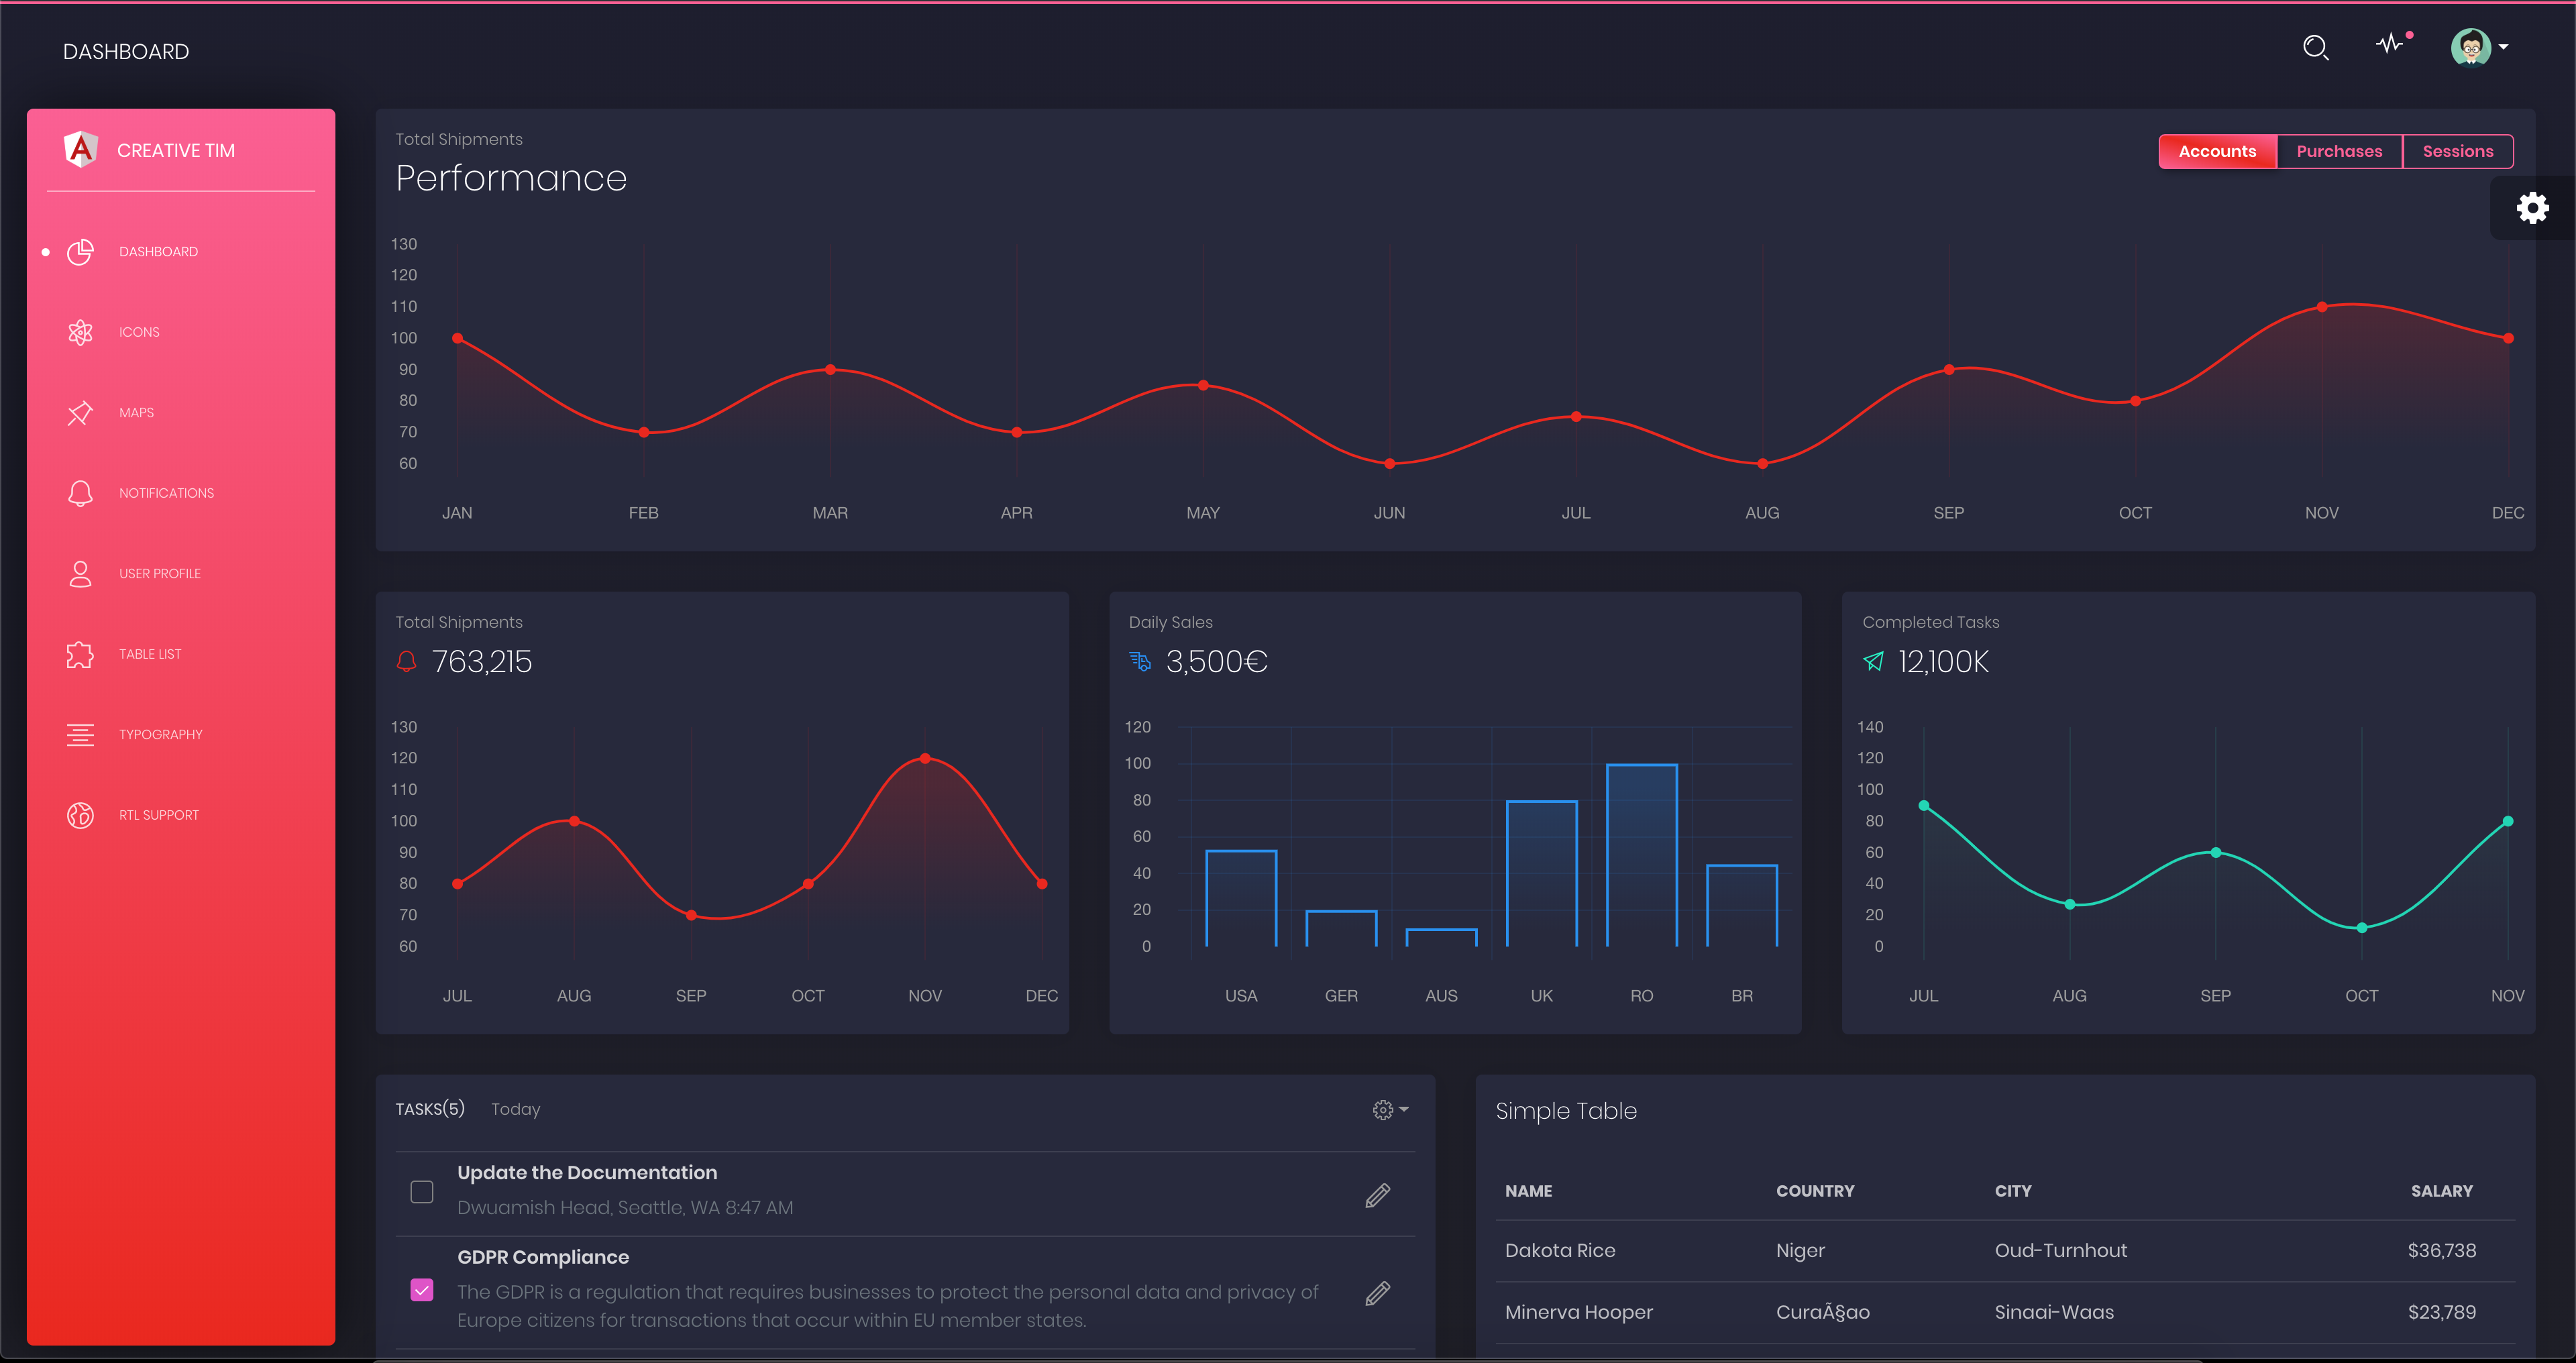 DASHBOARD
CREATIVE TIM
DASHBOARD
ICONS
MAPS
NOTIFICATIONS
USER PROFILE
TABLE LIST
TYPOGRAPHY
RTL SUPPORT
Total Shipments
Performance
Accounts Purchases Sessions
130
120
110
100
90
80
70
60
JAN FEB MAR APR MAY JUN JUL AUG SEP OCT NOV DEC
Total Shipments
763,215
130
120
110
100
90
80
70
60
JUL AUG SEP OCT NOV DEC
Daily Sales
3,500€
120
100
80
60
40
20
0
USA GER AUS UK RO BR
Completed Tasks
12,100K
140
120
100
80
60
40
20
0
JUL AUG SEP OCT NOV
TASKS(5) Today
Update the Documentation
Dwuamish Head, Seattle, WA 8:47 AM
GDPR Compliance
The GDPR is a regulation that requires businesses to protect the personal data and privacy of
Europe citizens for transactions that occur within EU member states.
Simple Table
NAME COUNTRY CITY SALARY
Dakota Rice Niger Oud-Turnhout $36,738
Minerva Hooper CuraÃ§ao Sinaai-Waas $23,789